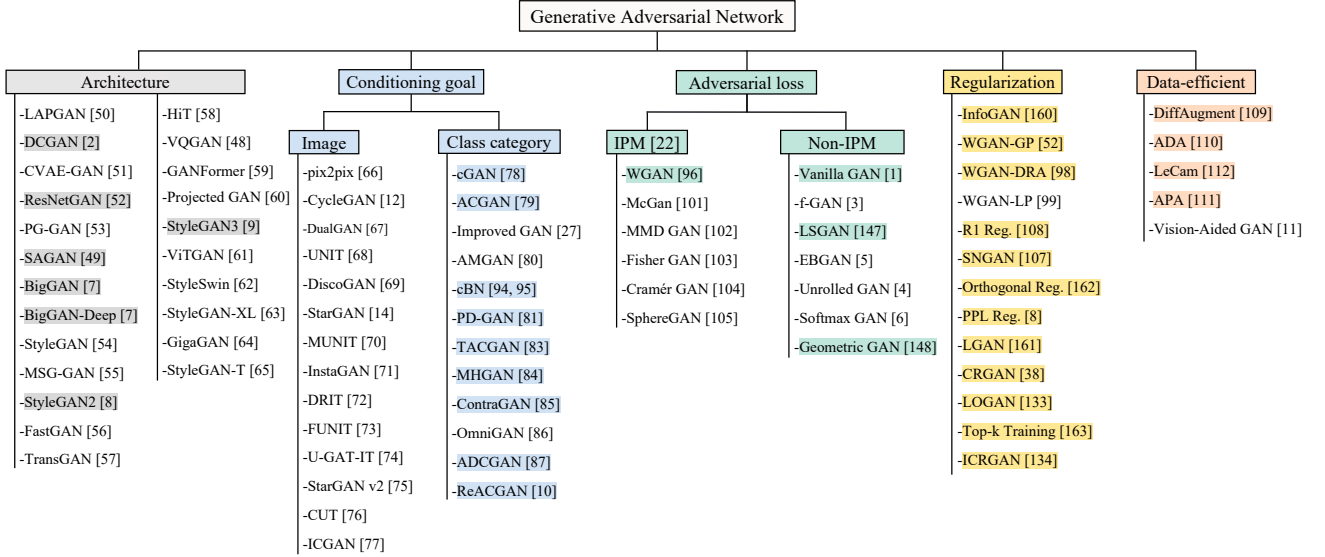 Generative Adversarial Network
Architecture
-LAPGAN [50]
-DCGAN [2]
-CVAE-GAN [51]
-ResNetGAN [52]
-PG-GAN [53]
-SAGAN [49]
-BigGAN [7]
-BigGAN-Deep [7]
-StyleGAN [54]
-MSG-GAN [55]
-StyleGAN2 [8]
-FastGAN [56]
-TransGAN [57]
-HiT [58]
-VQGAN [48]
-GANFormer [59]
-Projected GAN [60]
-StyleGAN3 [9]
-ViTGAN [61]
-StyleSwin [62]
-StyleGAN-XL [63]
-GigaGAN [64]
-StyleGAN-T [65]
Conditioning goal
Image
-pix2pix [66]
-CycleGAN [12]
-DualGAN [67]
-UNIT [68]
-DiscoGAN [69]
-StarGAN [14]
-MUNIT [70]
-InstaGAN [71]
-DRIT [72]
-FUNIT [73]
-U-GAT-IT [74]
-StarGAN v2 [75]
-CUT [76]
-ICGAN [77]
Class category
-cGAN [78]
-ACGAN [79]
-Improved GAN [27]
-AMGAN [80]
-cBN [94, 95]
-PD-GAN [81]
-TACGAN [83]
-MHGAN [84]
-ContraGAN [85]
-OmniGAN [86]
-ADCGAN [87]
-ReACGAN [10]
Adversarial loss
IPM [22]
-WGAN [96]
-McGan [101]
-MMD GAN [102]
-Fisher GAN [103]
-Cramér GAN [104]
-SphereGAN [105]
Non-IPM
-Vanilla GAN [1]
-f-GAN [3]
-LSGAN [147]
-EBGAN [5]
-Unrolled GAN [4]
-Softmax GAN [6]
-Geometric GAN [148]
Regularization
-InfoGAN [160]
-WGAN-GP [52]
-WGAN-DRA [98]
-WGAN-LP [99]
-R1 Reg. [108]
-SNGAN [107]
-Orthogonal Reg. [162]
-PPL Reg. [8]
-LGAN [161]
-CRGAN [38]
-LOGAN [133]
-Top-k Training [163]
-ICRGAN [134]
Data-efficient
-DiffAugment [109]
-ADA [110]
-LeCam [112]
-APA [111]
-Vision-Aided GAN [11]